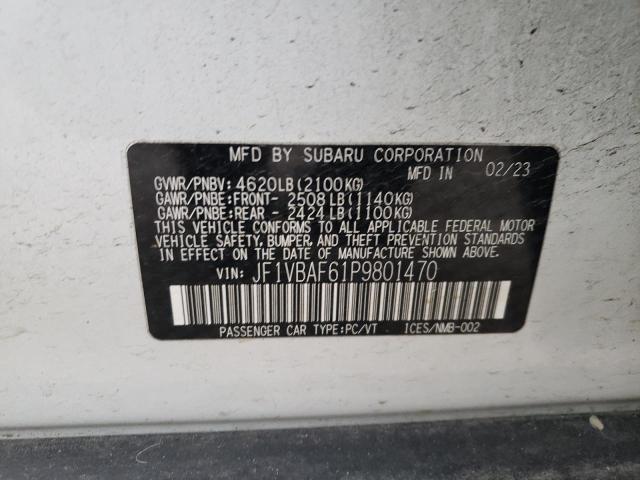 MFD BY SUBARU CORPORATION
MFD IN 02/23
GVWR/PNBV: 4620LB(2100KG)
GAWR/PNBE:FRONT- 2508LB(1140KG)
GAWR/PNBE:REAR - 2424LB(1100KG)
THIS VEHICLE CONFORMS TO ALL APPLICABLE FEDERAL MOTOR
VEHICLE SAFETY, BUMPER, AND THEFT PREVENTION STANDARDS
IN EFFECT ON THE DATE OF MANUFACTURE SHOWN ABOVE.
VIN: JF1VBAF61P9801470
PASSENGER CAR TYPE:PC/VT ICES/NMB-002